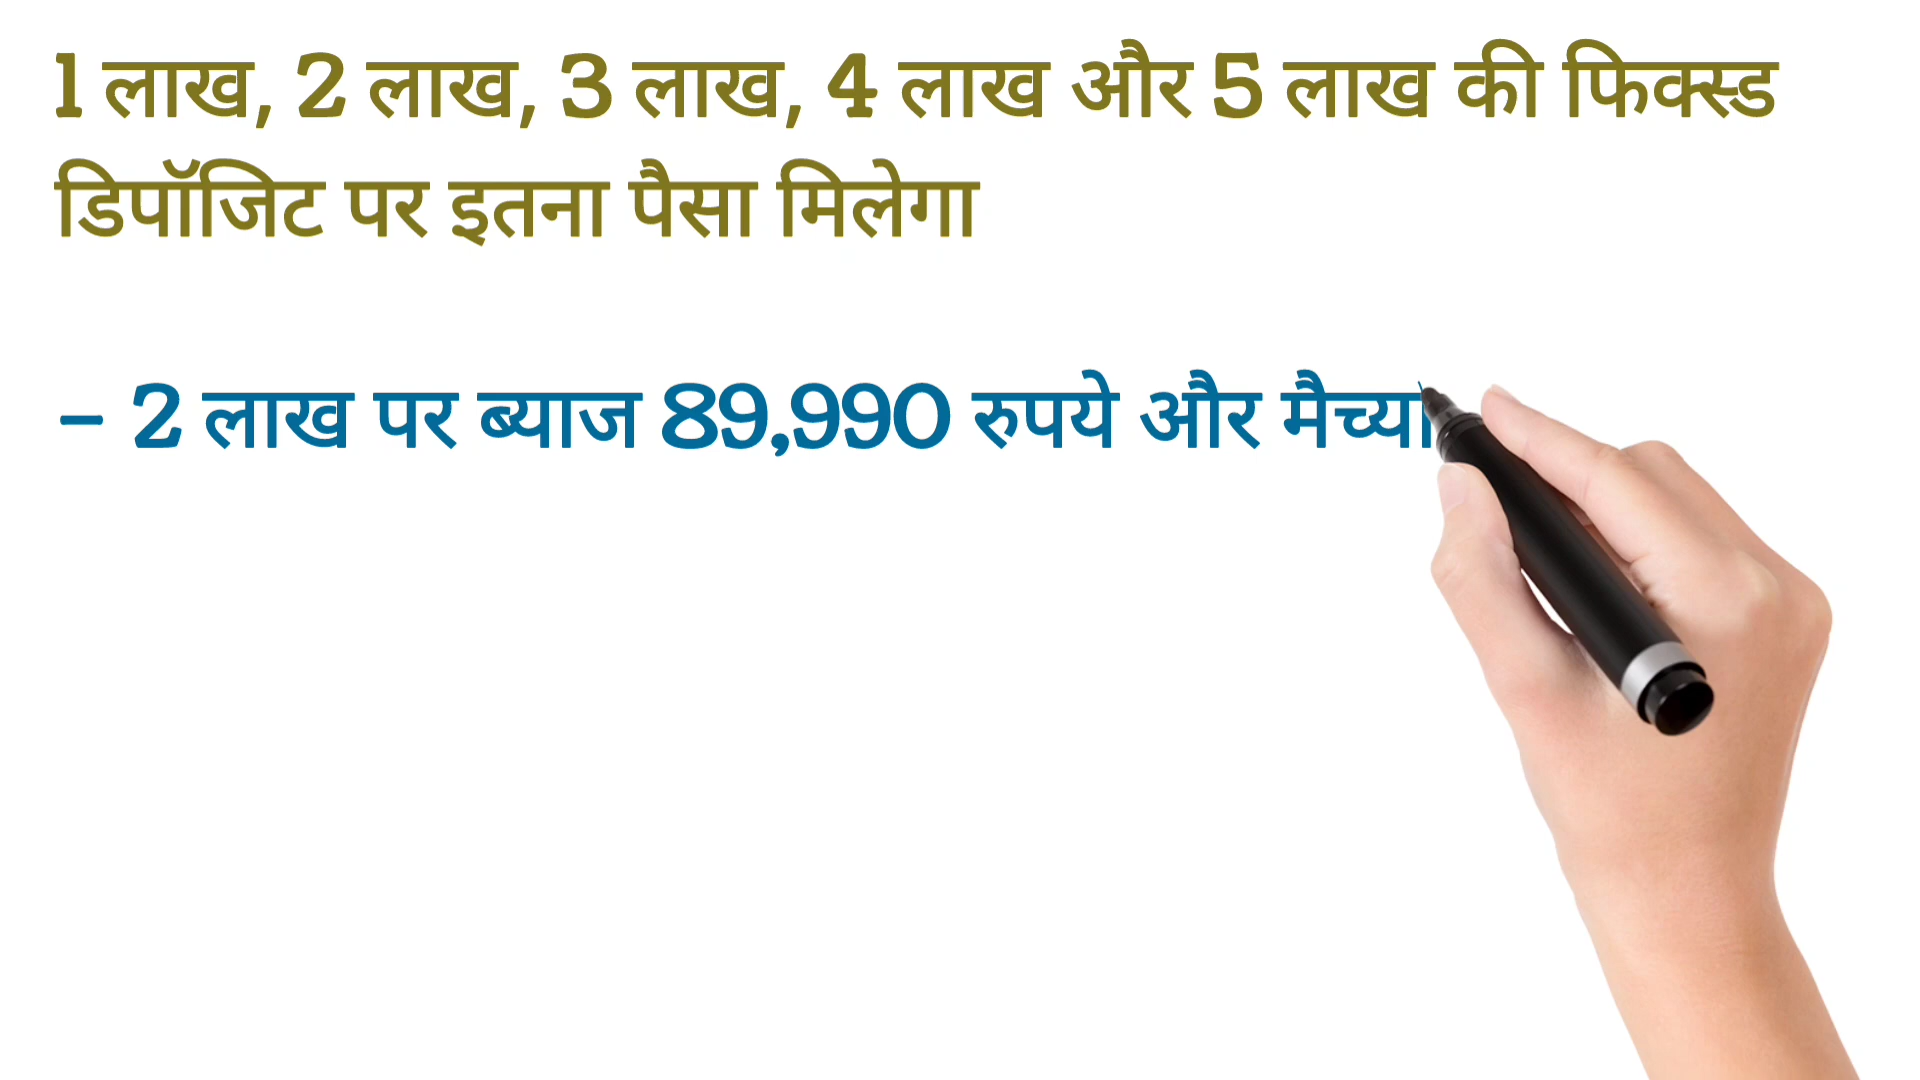 1 लाख, 2 लाख, 3 लाख, 4 लाख और 5 लाख की फिक्स्ड
डिपॉजिट पर इतना पैसा मिलेगा
– 2 लाख पर ब्याज 89,990 रुपये और मैच्या